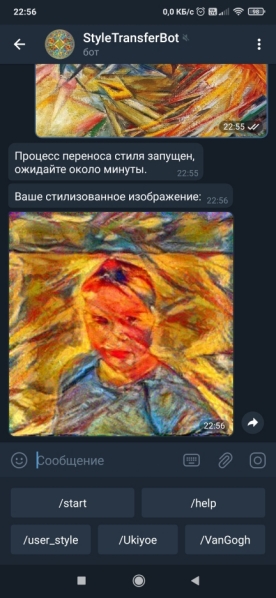 22:56
0,0 КБ/с
98
StyleTransferBot
бот
22:55
Процесс переноса стиля запущен,
ожидайте около минуты.
22:55
Ваше стилизованное изображение:
22:56
22:56
Сообщение
/start
/help
/user_style
/Ukiyoe
/VanGogh